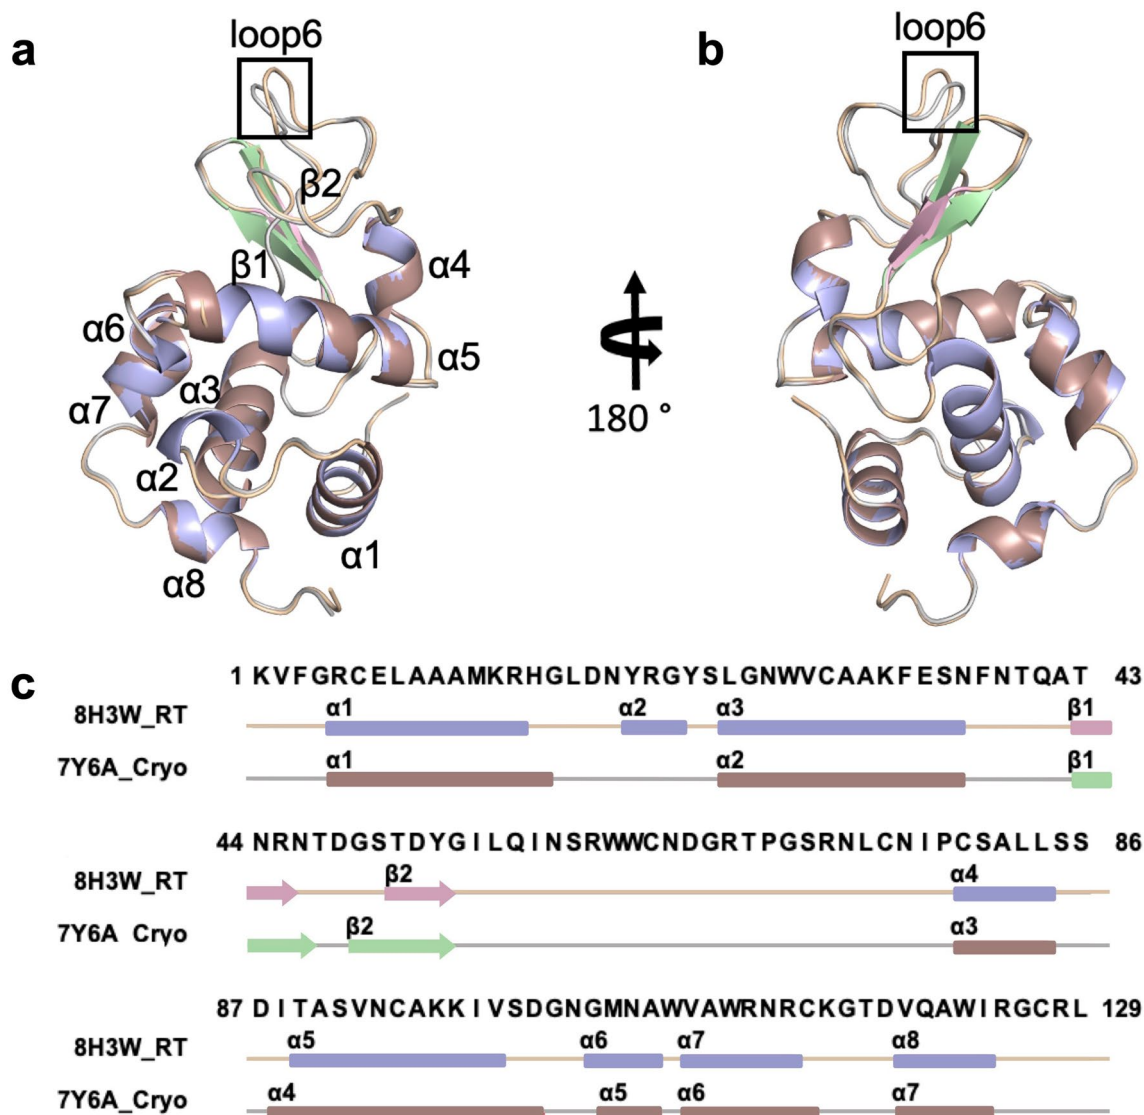 a
loop6
β2
β1
α4
α6
α5
α3
α7
α2
α1
α8
180 °
b
loop6
c
1 KVFGRCELAAAMKRHGLDNYRGYSLGNWVCAAKFESNFNTQAT 43
α1 α2 α3 β1
8H3W_RT
α1 α2 β1
7Y6A_Cryo
44 NRNTDGSTDYGILQINSRWWCNDGRTPGSRNLCNIPCSALLSS 86
β2 α4
8H3W_RT
β2 α3
7Y6A Cryo
87 DITASVNCAKKIVSDGNGMNAWVAWRNRCKGTDVQAWIRGCRL 129
α5 α6 α7 α8
8H3W_RT
α4 α5 α6 α7
7Y6A_Cryo